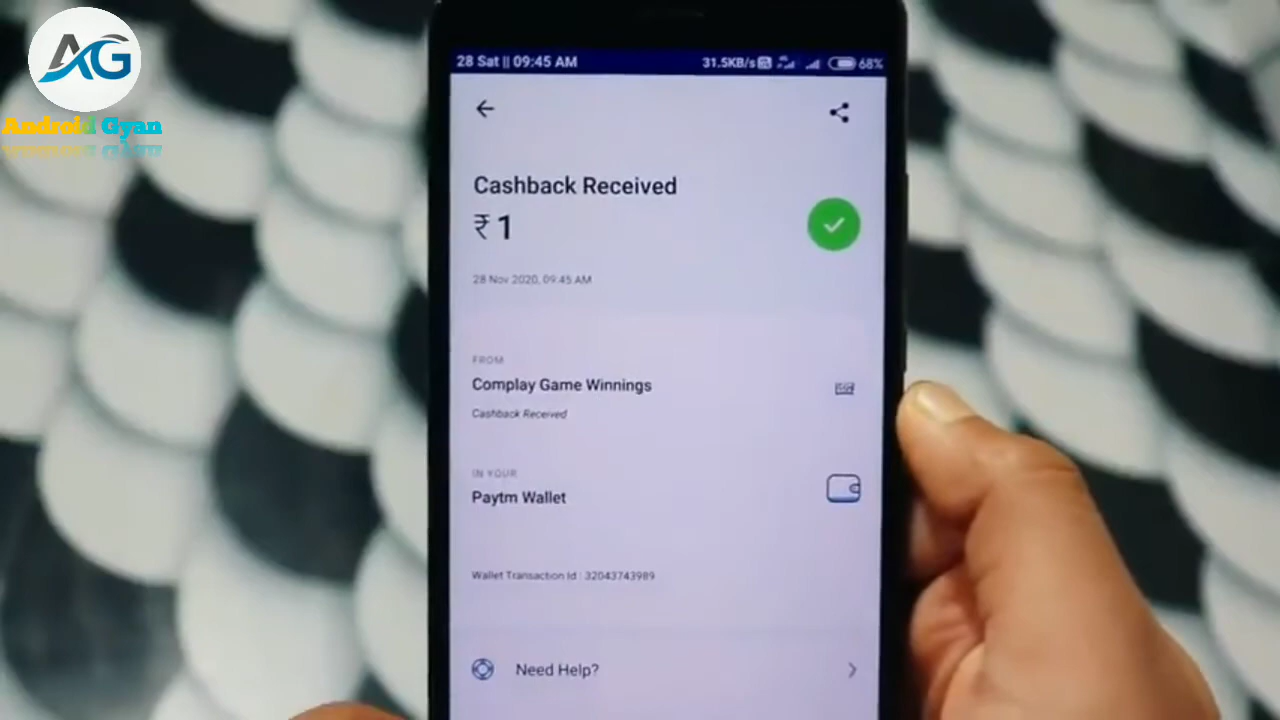 AG
Android Gyan
28 Sat || 09:45 AM
31.5KB/s
68%
Cashback Received
₹ 1
28 Nov 2020, 09:45 AM
FROM
Complay Game Winnings
Cashback Received
IN YOUR
Paytm Wallet
Wallet Transaction Id : 32043743989
Need Help?